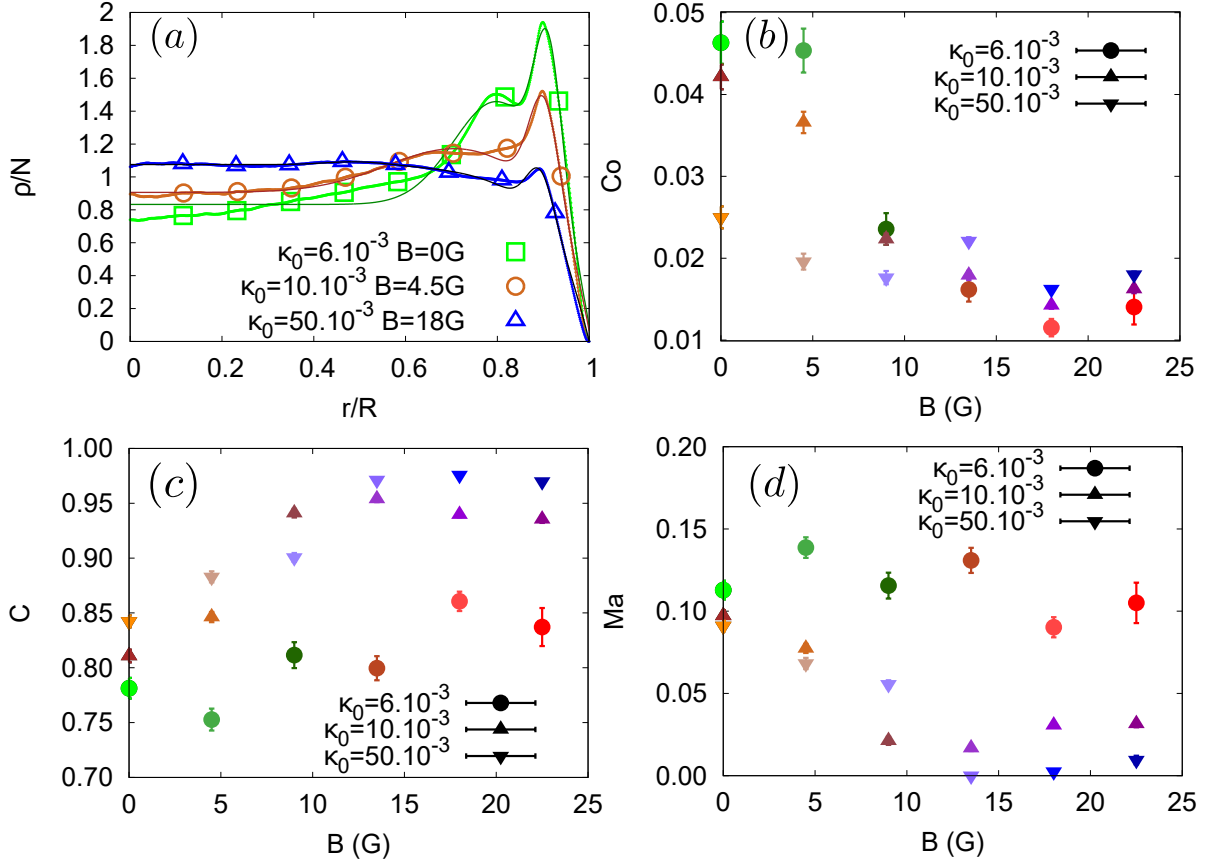 (a)
ρ/N
2
1.8
1.6
1.4
1.2
1
0.8
0.6
0.4
0.2
0
κ₀=6.10⁻³ B=0G
κ₀=10.10⁻³ B=4.5G
κ₀=50.10⁻³ B=18G
0 0.2 0.4 0.6 0.8 1
r/R
(b)
Co
0.05
0.04
0.03
0.02
0.01
κ₀=6.10⁻³
κ₀=10.10⁻³
κ₀=50.10⁻³
0 5 10 15 20 25
B (G)
(c)
C
1.00
0.95
0.90
0.85
0.80
0.75
0.70
κ₀=6.10⁻³
κ₀=10.10⁻³
κ₀=50.10⁻³
0 5 10 15 20 25
B (G)
(d)
Ma
0.20
0.15
0.10
0.05
0.00
κ₀=6.10⁻³
κ₀=10.10⁻³
κ₀=50.10⁻³
0 5 10 15 20 25
B (G)